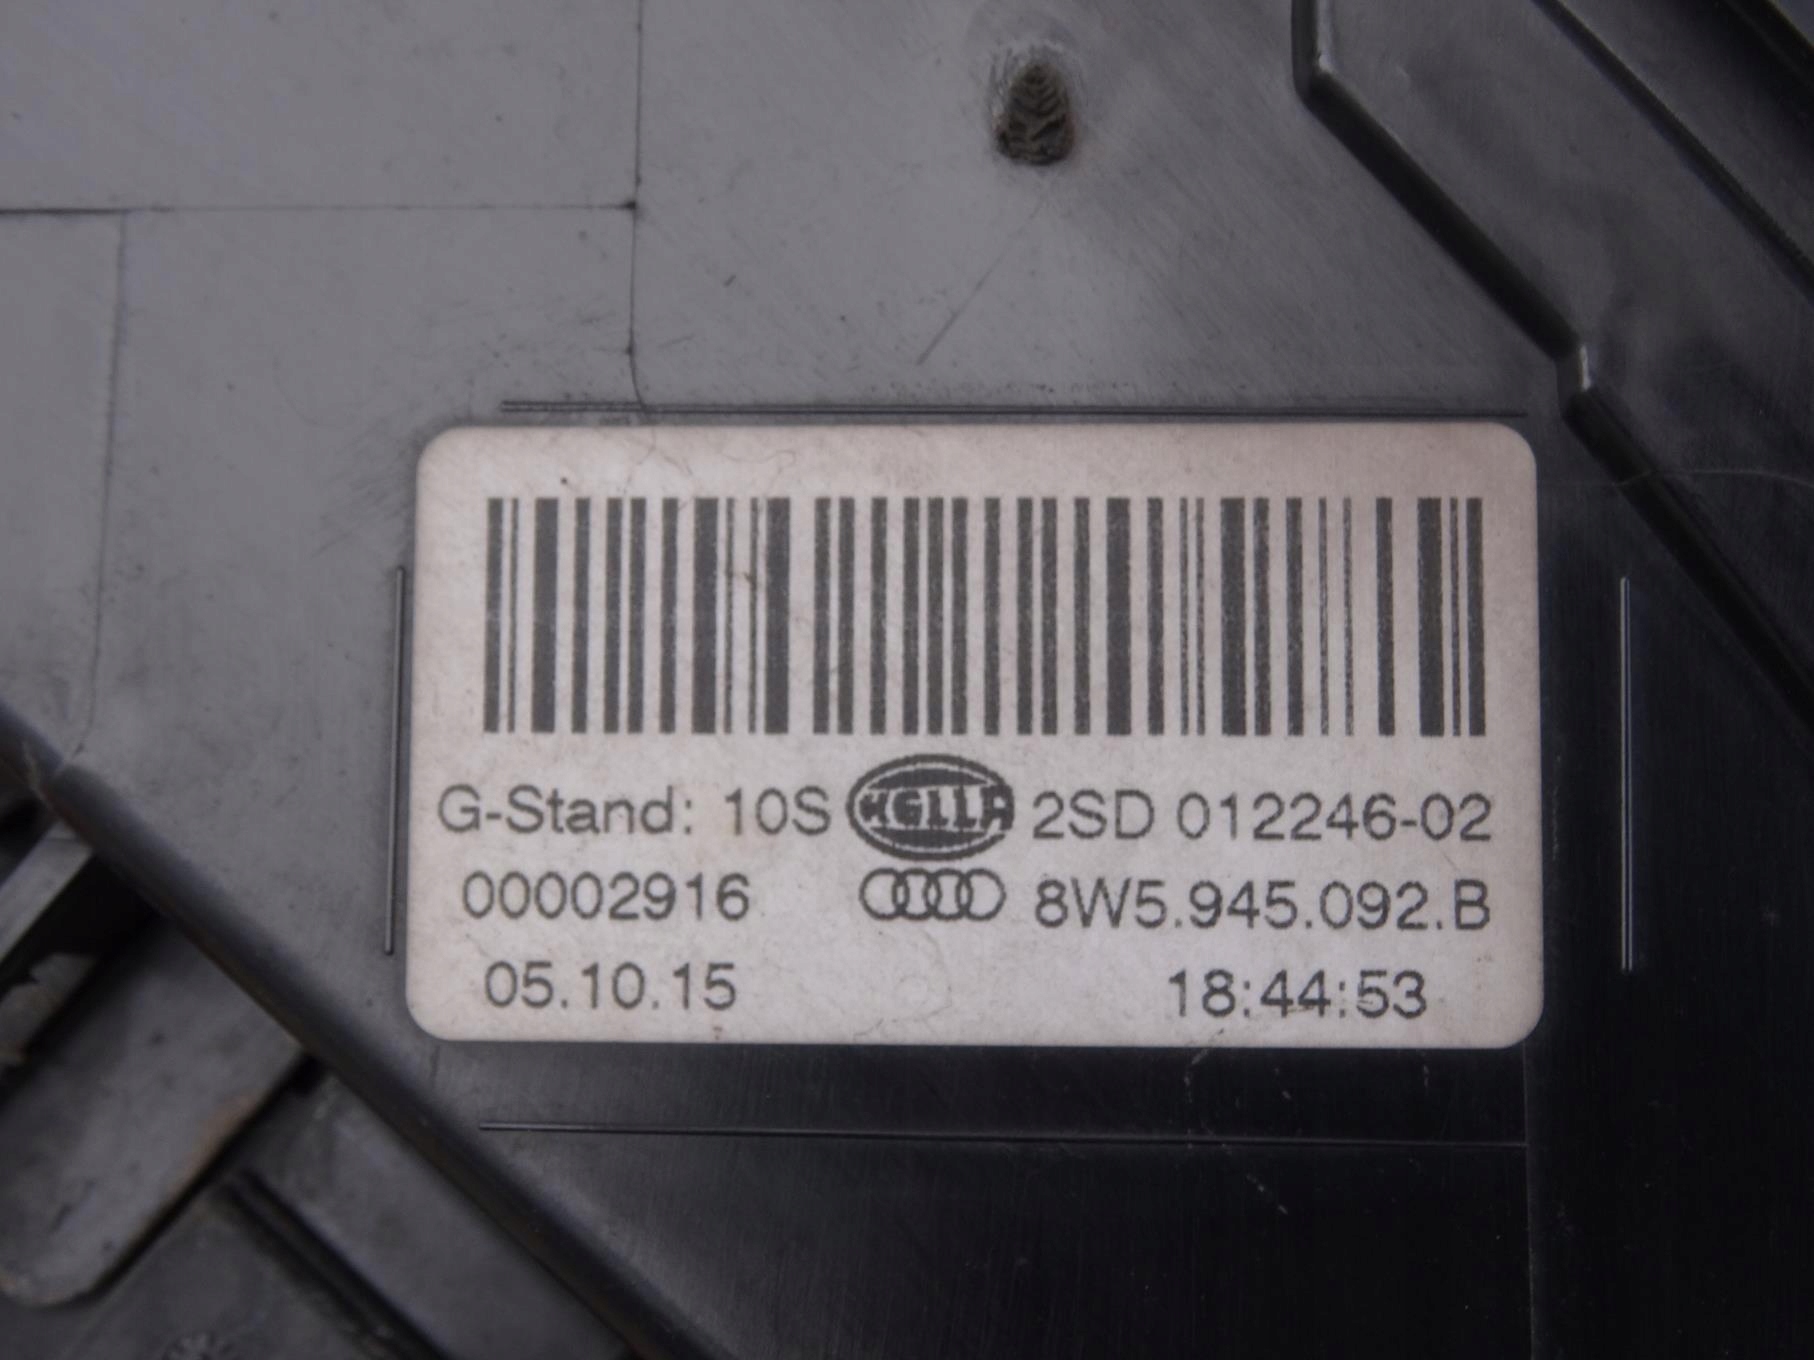 G-Stand: 10S HELLA 2SD 012246-02
00002916 8W5.945.092.B
05.10.15 18:44:53